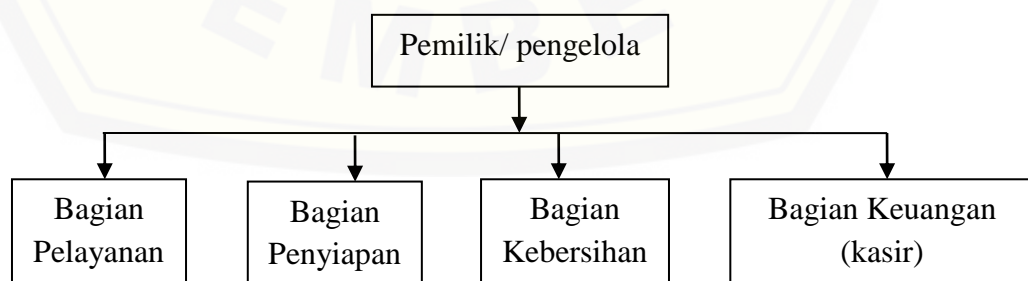 Pemilik/ pengelola
Bagian
Pelayanan
Bagian
Penyiapan
Bagian
Kebersihan
Bagian Keuangan
(kasir)